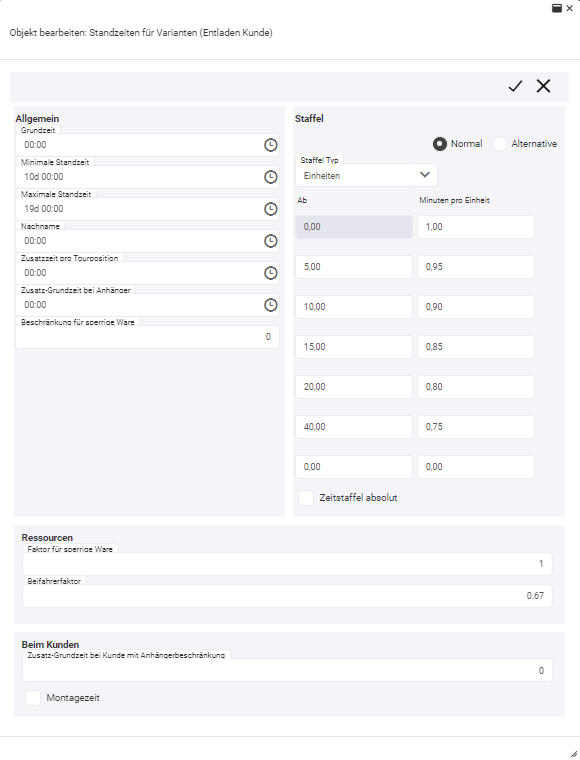 Objekt bearbeiten: Standzeiten für Varianten (Entladen Kunde)
Allgemein
Grundzeit
00:00
Minimale Standzeit
10d 00:00
Maximale Standzeit
19d 00:00
Nachname
00:00
Zusatzzeit pro Tourposition
00:00
Zusatz-Grundzeit bei Anhänger
00:00
Beschränkung für sperrige Ware
0
Staffel
Normal Alternative
Staffel Typ
Einheiten
Ab Minuten pro Einheit
0,00 1,00
5,00 0,95
10,00 0,90
15,00 0,85
20,00 0,80
40,00 0,75
0,00 0,00
Zeitstaffel absolut
Ressourcen
Faktor für sperrige Ware
1
Beifahrerfaktor
0.67
Beim Kunden
Zusatz-Grundzeit bei Kunde mit Anhängerbeschränkung
0
Montagezeit